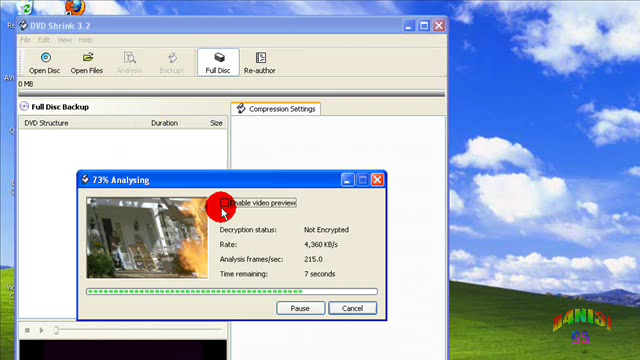 DVD Shrink 3.2
File Edit View Help
Open Disc Open Files Analysis Backup! Full Disc Re-author
0 MB
Full Disc Backup
Compression Settings
DVD Structure Duration Size
73% Analysing
Enable video preview
Decryption status: Not Encrypted
Rate: 4,360 KB/s
Analysis frames/sec: 215.0
Time remaining: 7 seconds
Pause Cancel